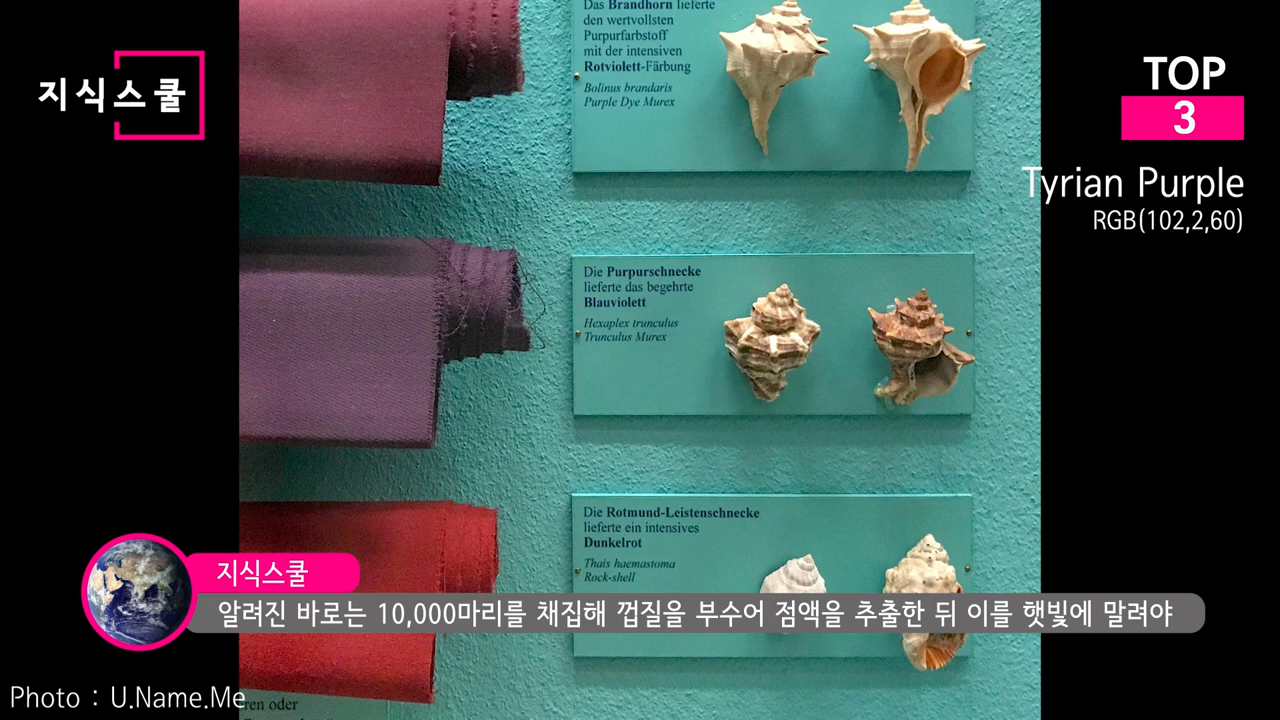 지식스쿨
TOP
3
Tyrian Purple
RGB(102,2,60)
Das Brandhorn lieferte
den wertvollsten
Purpurfarbstoff
mit der intensiven
Rotviolett-Färbung
Bolinus brandaris
Purple Dye Murex
Die Purpurschnecke
lieferte das begehrte
Blauviolett
Hexaplex trunculus
Trunculus Murex
Die Rotmund-Leistenschnecke
lieferte ein intensives
Dunkelrot
Thais haemastoma
Rock-shell
지식스쿨
알려진 바로는 10,000마리를 채집해 껍질을 부수어 점액을 추출한 뒤 이를 햇빛에 말려야
Photo : U.Name.Me
ren oder